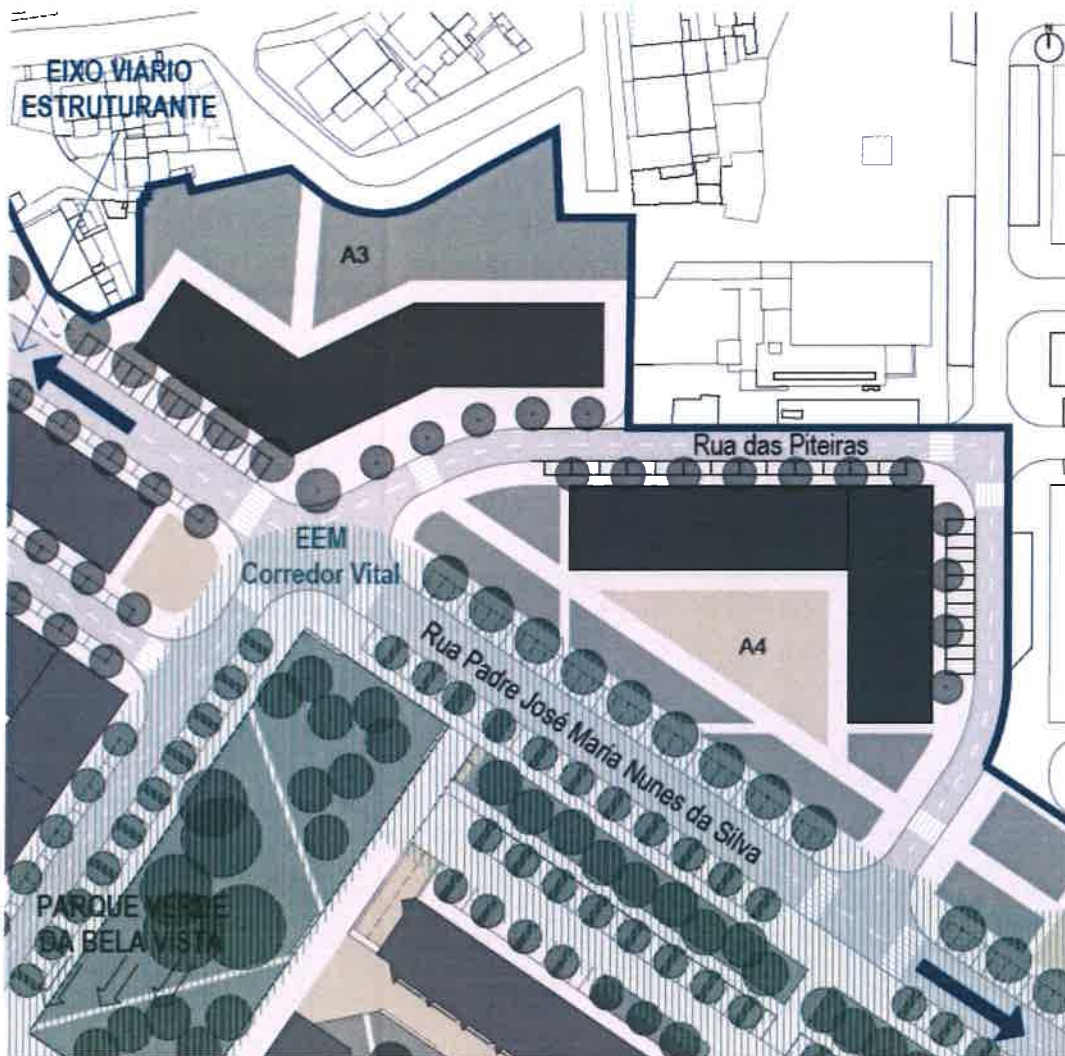 EIXO VIÁRIO
ESTRUTURANTE
N
A3
Rua das Piteiras
EEM
Corredor Vital
A4
Rua Padre José Maria Nunes da Silva
PARQUE VERDE
DA BELA VISTA